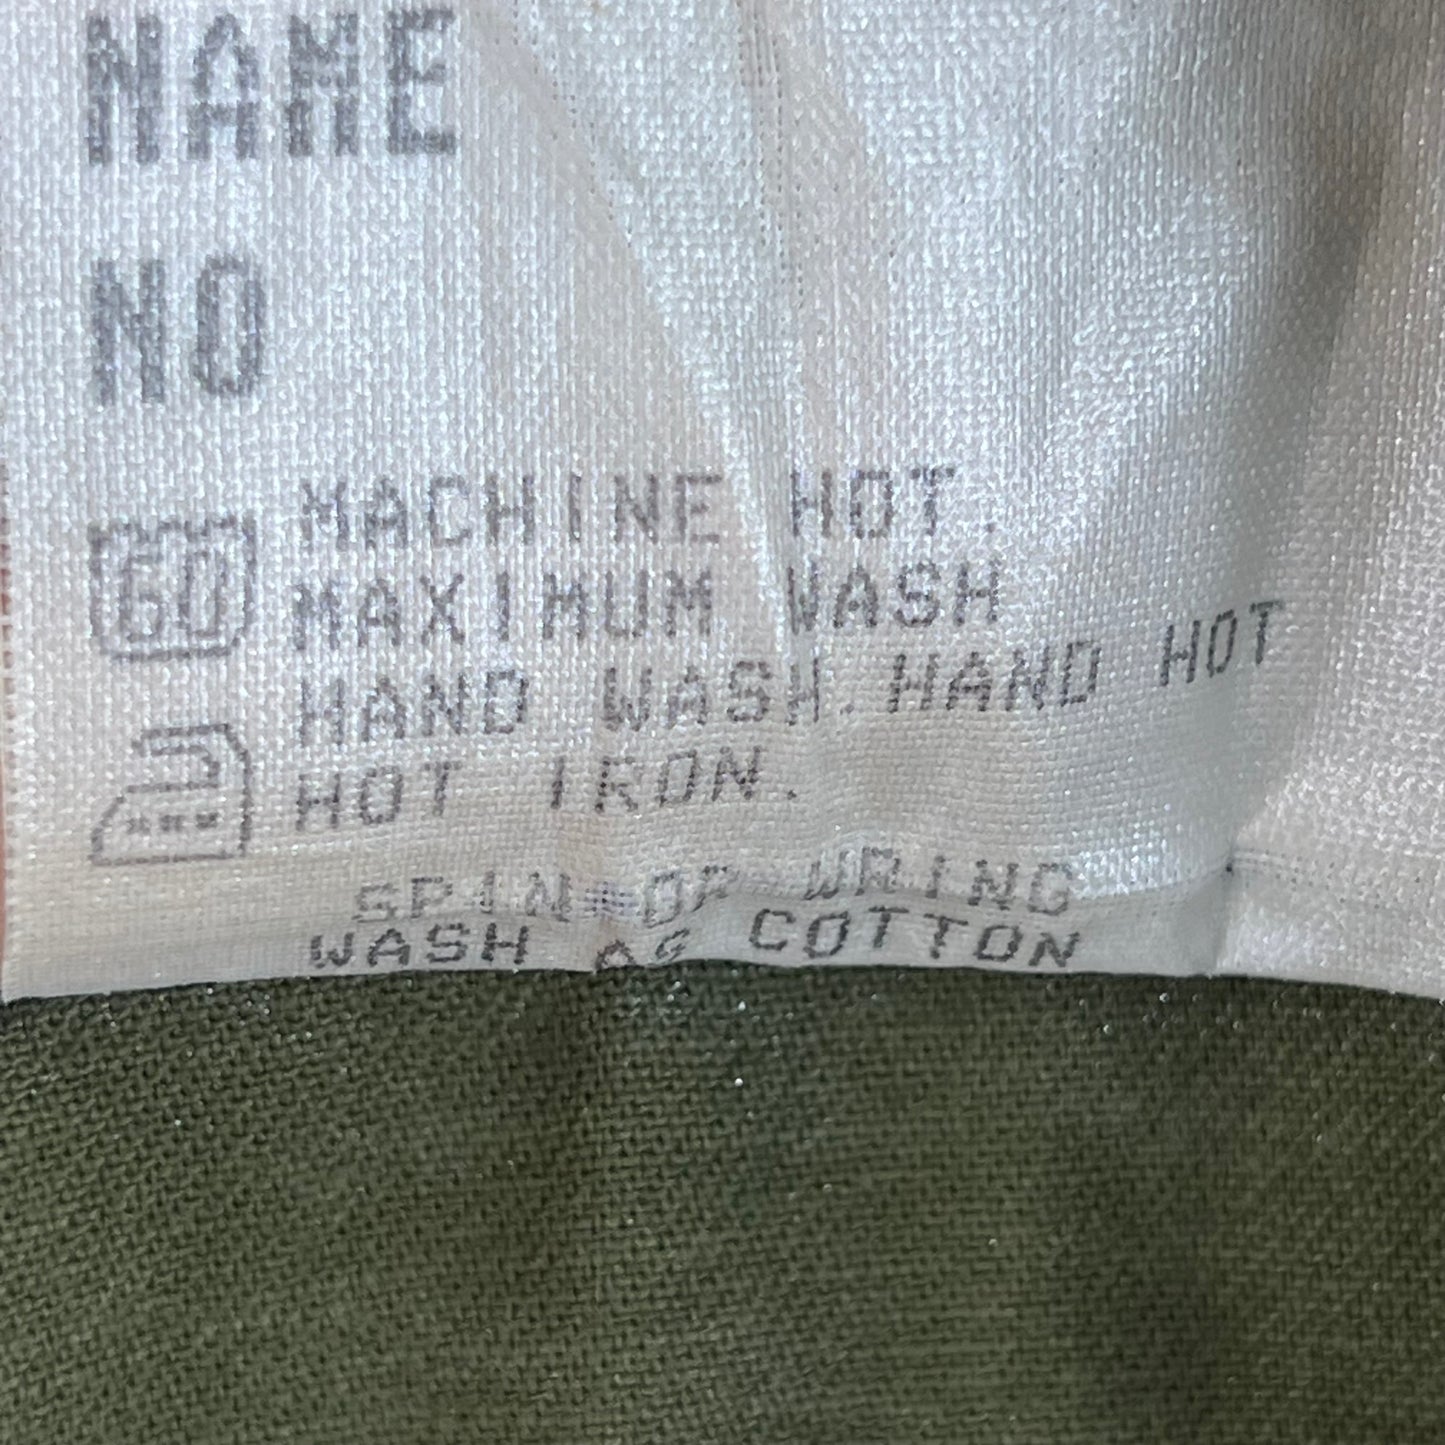 NAME
NO
60
MACHINE HOT.
MAXIMUM WASH
HAND WASH. HAND HOT
HOT IRON.
SPIN OR WRING
WASH AS COTTON